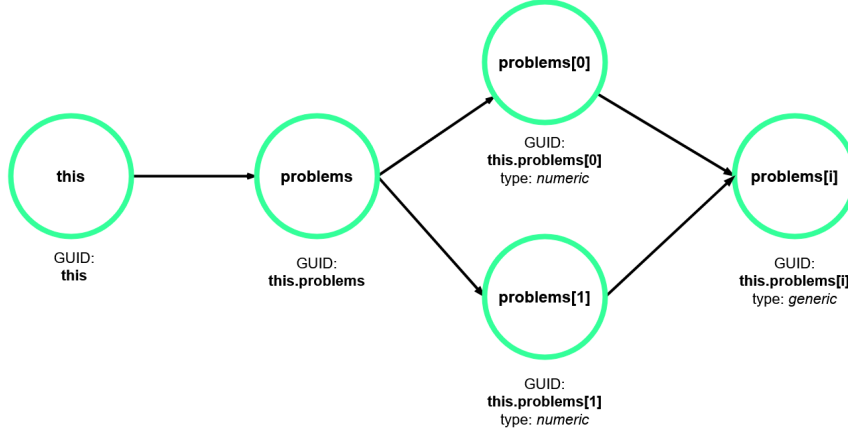 this
GUID:
this
problems
GUID:
this.problems
problems[0]
GUID:
this.problems[0]
type: numeric
problems[1]
GUID:
this.problems[1]
type: numeric
problems[i]
GUID:
this.problems[i]
type: generic